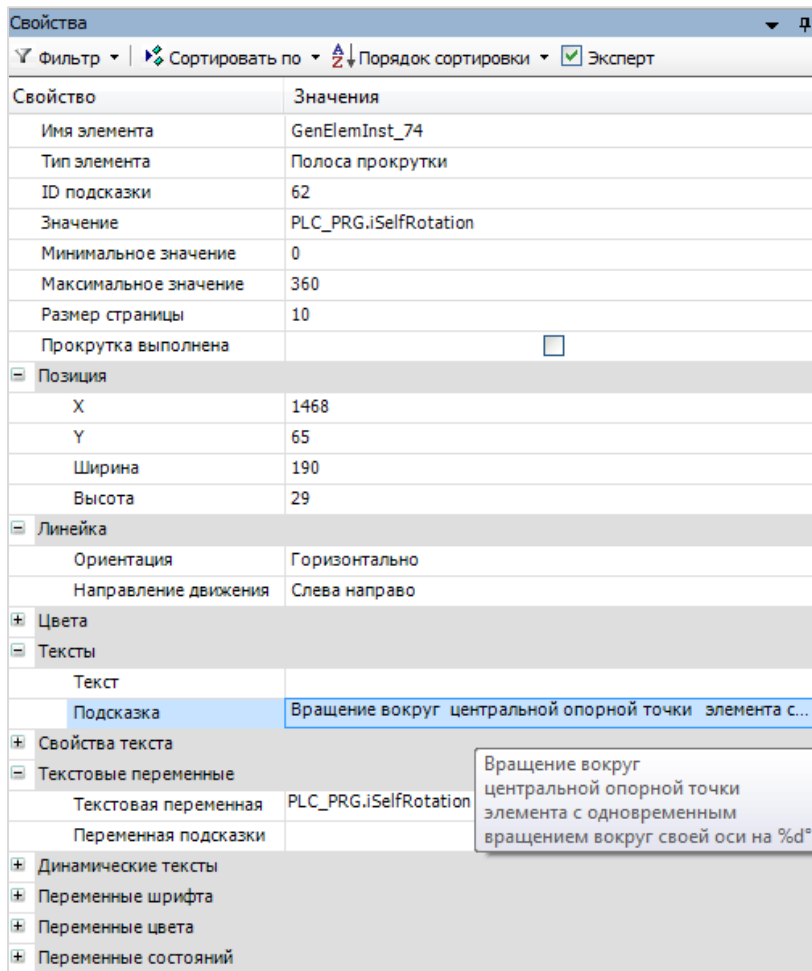 Свойства
Фильтр Сортировать по Порядок сортировки Эксперт
Свойство Значения
Имя элемента GenElemInst_74
Тип элемента Полоса прокрутки
ID подсказки 62
Значение PLC_PRG.iSelfRotation
Минимальное значение 0
Максимальное значение 360
Размер страницы 10
Прокрутка выполнена
Позиция
X 1468
Y 65
Ширина 190
Высота 29
Линейка
Ориентация Горизонтально
Направление движения Слева направо
Цвета
Тексты
Текст
Подсказка Вращение вокруг центральной опорной точки элемента с...
Свойства текста
Текстовые переменные
Текстовая переменная PLC_PRG.iSelfRotation
Переменная подсказки
Вращение вокруг
центральной опорной точки
элемента с одновременным
вращением вокруг своей оси на %d°
Динамические тексты
Переменные шрифта
Переменные цвета
Переменные состояний